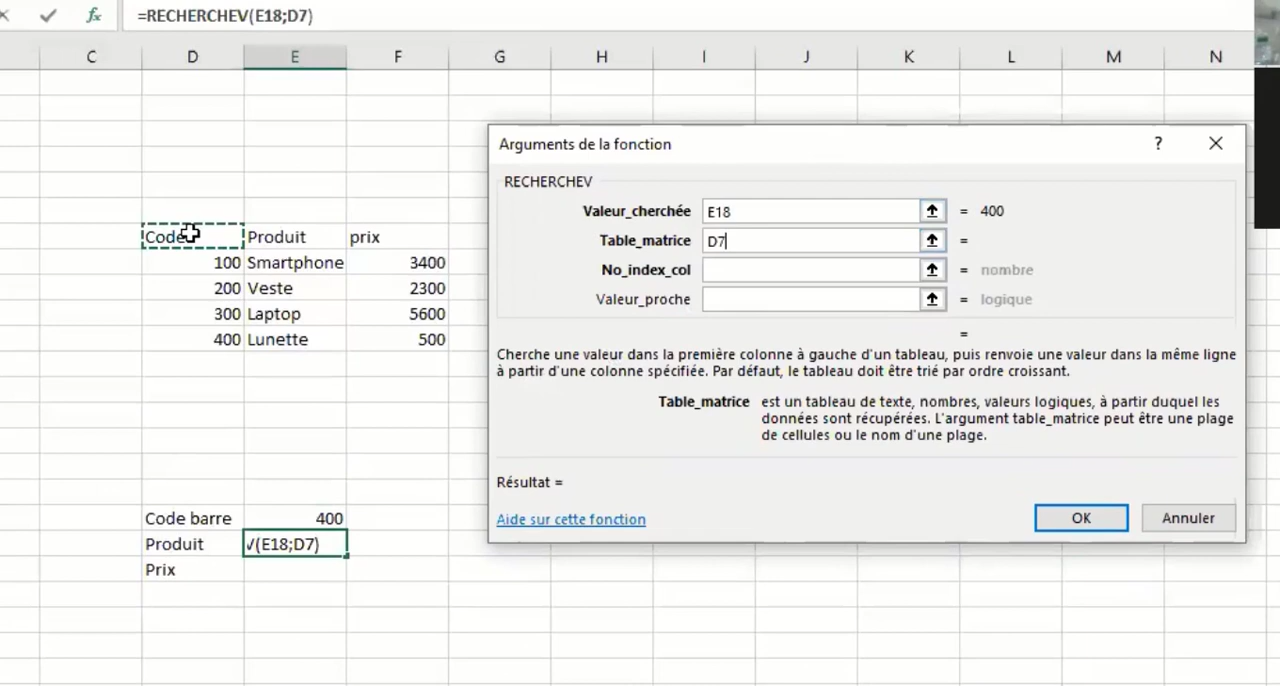 fx =RECHERCHEV(E18;D7)
C D E F G H I J K L M N
Arguments de la fonction ?
RECHERCHEV
Valeur_cherchée E18 = 400
Table_matrice D7 =
No_index_col = nombre
Valeur_proche = logique
=
Cherche une valeur dans la première colonne à gauche d'un tableau, puis renvoie une valeur dans la même ligne
à partir d'une colonne spécifiée. Par défaut, le tableau doit être trié par ordre croissant.
Table_matrice est un tableau de texte, nombres, valeurs logiques, à partir duquel les
données sont récupérées. L'argument table_matrice peut être une plage
de cellules ou le nom d'une plage.
Résultat =
Aide sur cette fonction OK Annuler
Code Produit prix
100 Smartphone 3400
200 Veste 2300
300 Laptop 5600
400 Lunette 500
Code barre 400
Produit V(E18;D7)
Prix